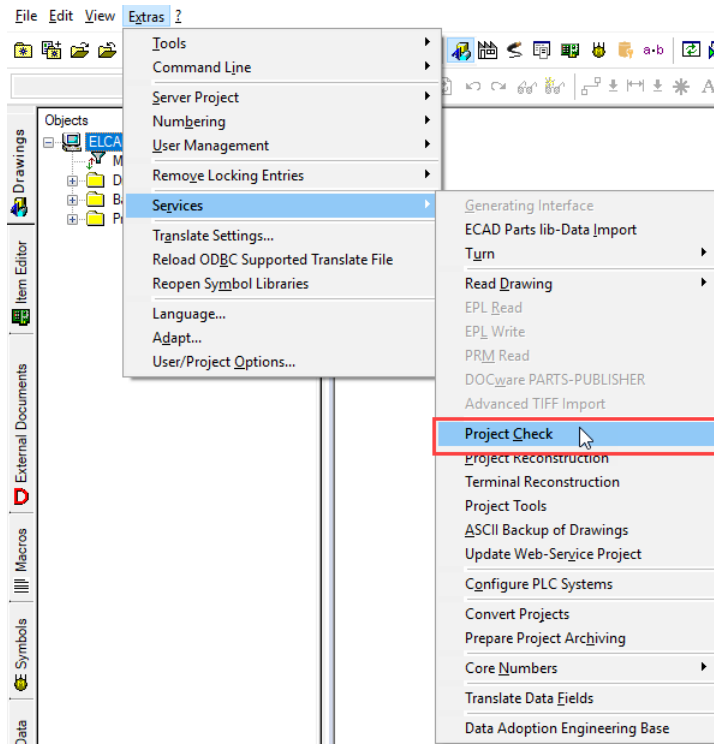 File Edit View Extras ?
a•b
A
Objects
ELCA
M
D
B
Pr
Drawings
Item Editor
External Documents
D
Macros
Symbols
Data
Tools
Command Line
Server Project
Numbering
User Management
Remove Locking Entries
Services
Translate Settings...
Reload ODBC Supported Translate File
Reopen Symbol Libraries
Language...
Adapt...
User/Project Options...
Generating Interface
ECAD Parts lib-Data Import
Turn
Read Drawing
EPL Read
EPL Write
PRM Read
DOCware PARTS-PUBLISHER
Advanced TIFF Import
Project Check
Project Reconstruction
Terminal Reconstruction
Project Tools
ASCII Backup of Drawings
Update Web-Service Project
Configure PLC Systems
Convert Projects
Prepare Project Archiving
Core Numbers
Translate Data Fields
Data Adoption Engineering Base